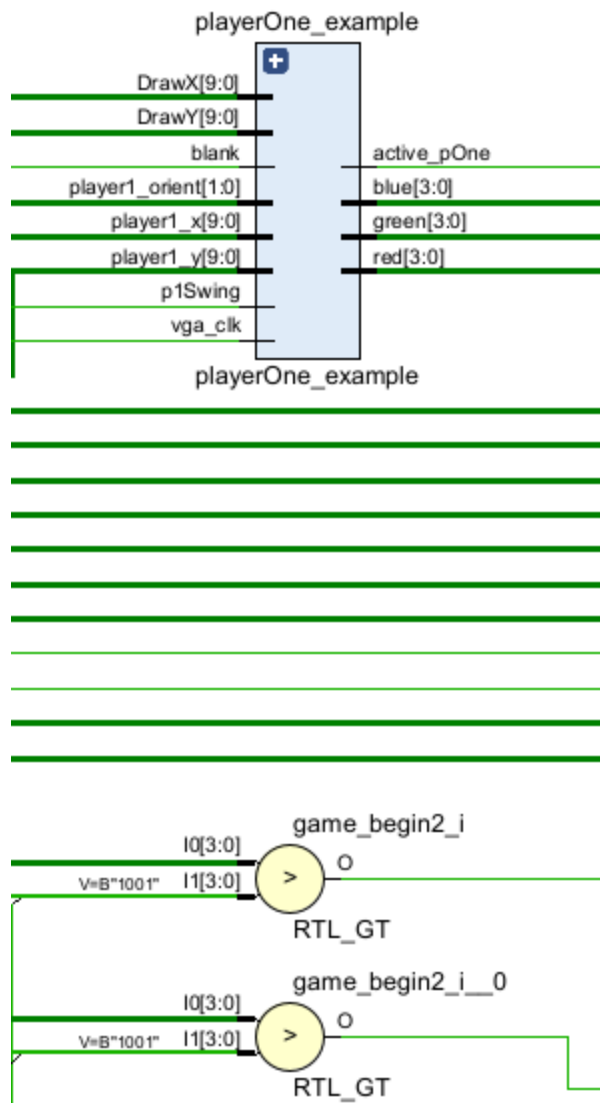 playerOne_example
DrawX[9:0]
DrawY[9:0]
blank
active_pOne
player1_orient[1:0]
blue[3:0]
player1_x[9:0]
green[3:0]
player1_y[9:0]
red[3:0]
p1Swing
vga_clk
playerOne_example
game_begin2_i
I0[3:0]
O
>
V=B"1001" I1[3:0]
RTL_GT
game_begin2_i__0
I0[3:0]
O
>
V=B"1001" I1[3:0]
RTL_GT